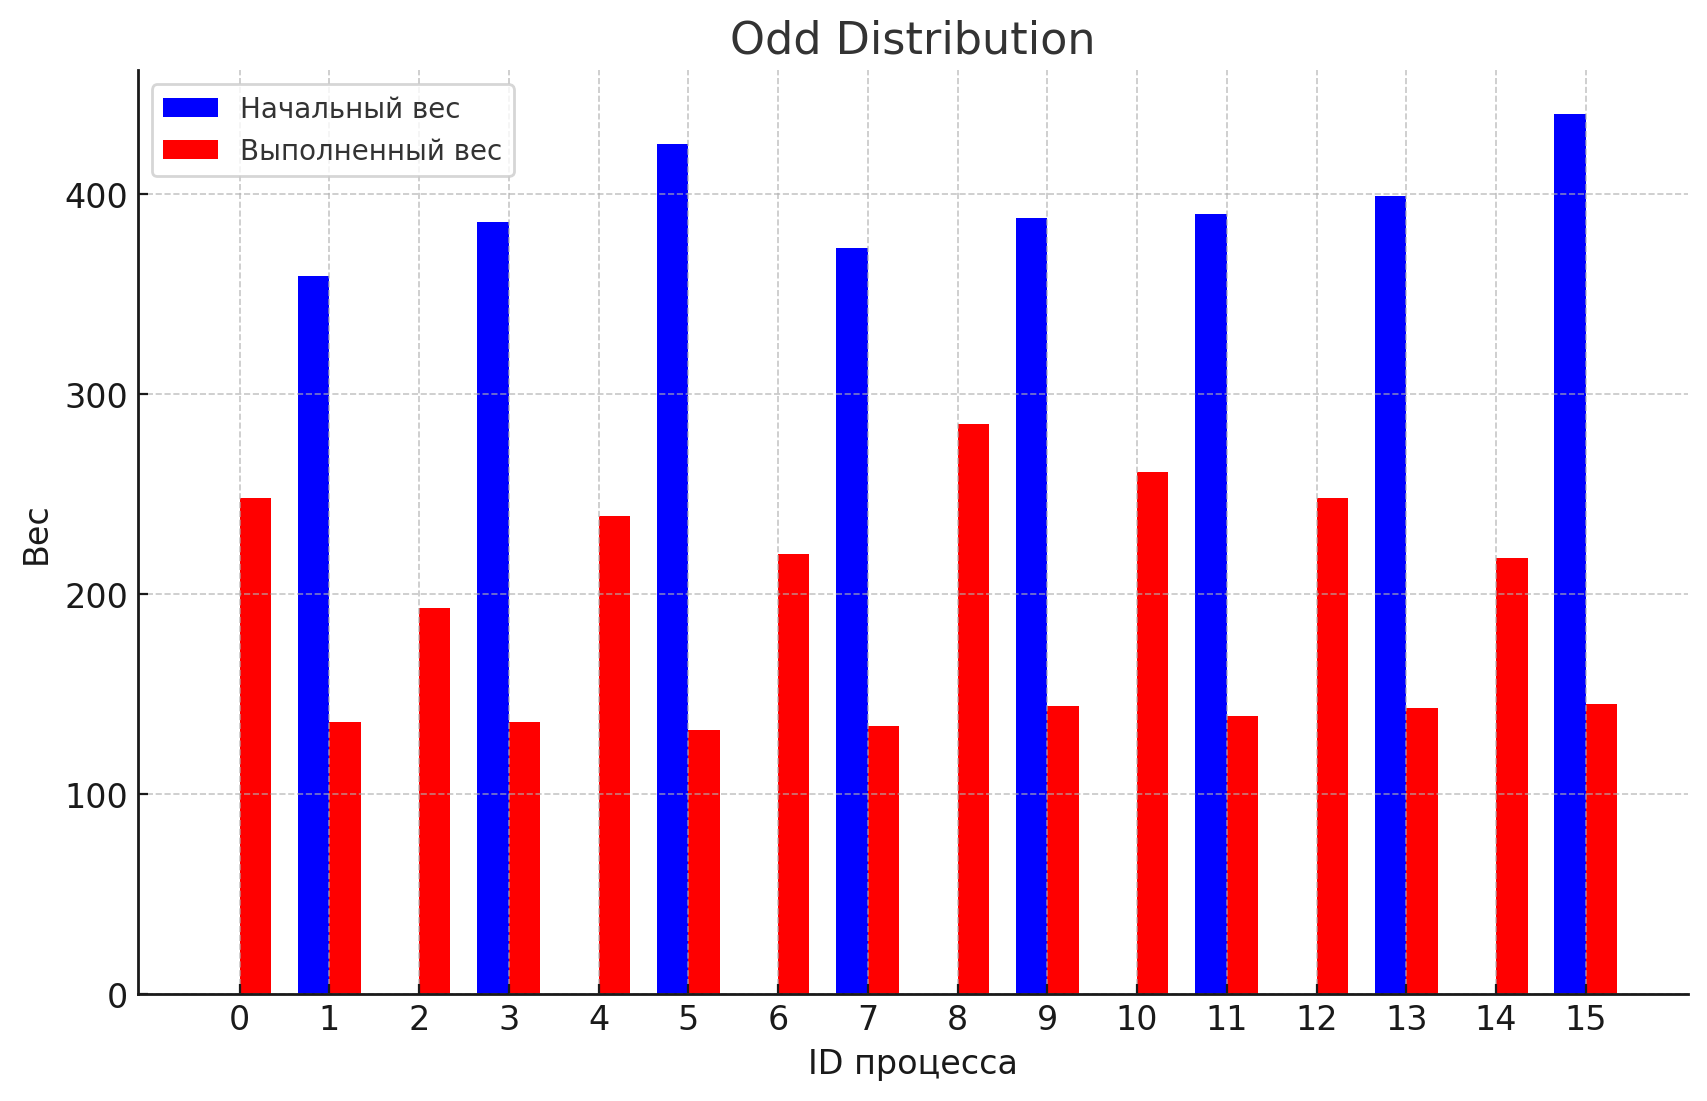 Odd Distribution
Начальный вес
Выполненный вес
400
300
200
100
0
Вес
0 1 2 3 4 5 6 7 8 9 10 11 12 13 14 15
ID процесса